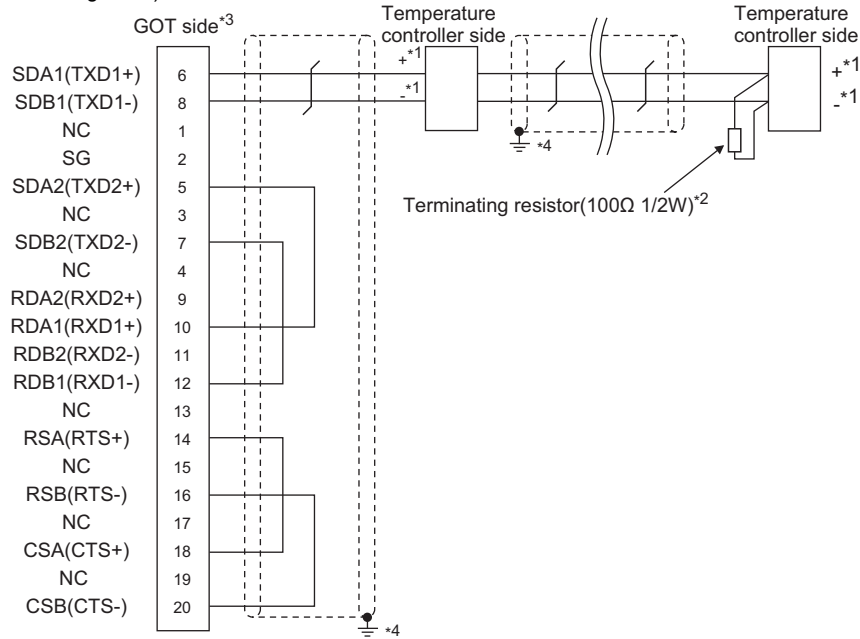 GOT side*3
Temperature
controller side
Temperature
controller side
SDA1(TXD1+) 6 +*1 +*1
SDB1(TXD1-) 8 -*1 -*1
NC 1
SG 2 *4
SDA2(TXD2+) 5
Terminating resistor(100Ω 1/2W)*2
NC 3
SDB2(TXD2-) 7
NC 4
RDA2(RXD2+) 9
RDA1(RXD1+) 10
RDB2(RXD2-) 11
RDB1(RXD1-) 12
NC 13
RSA(RTS+) 14
NC 15
RSB(RTS-) 16
NC 17
CSA(CTS+) 18
NC 19
CSB(CTS-) 20
*4